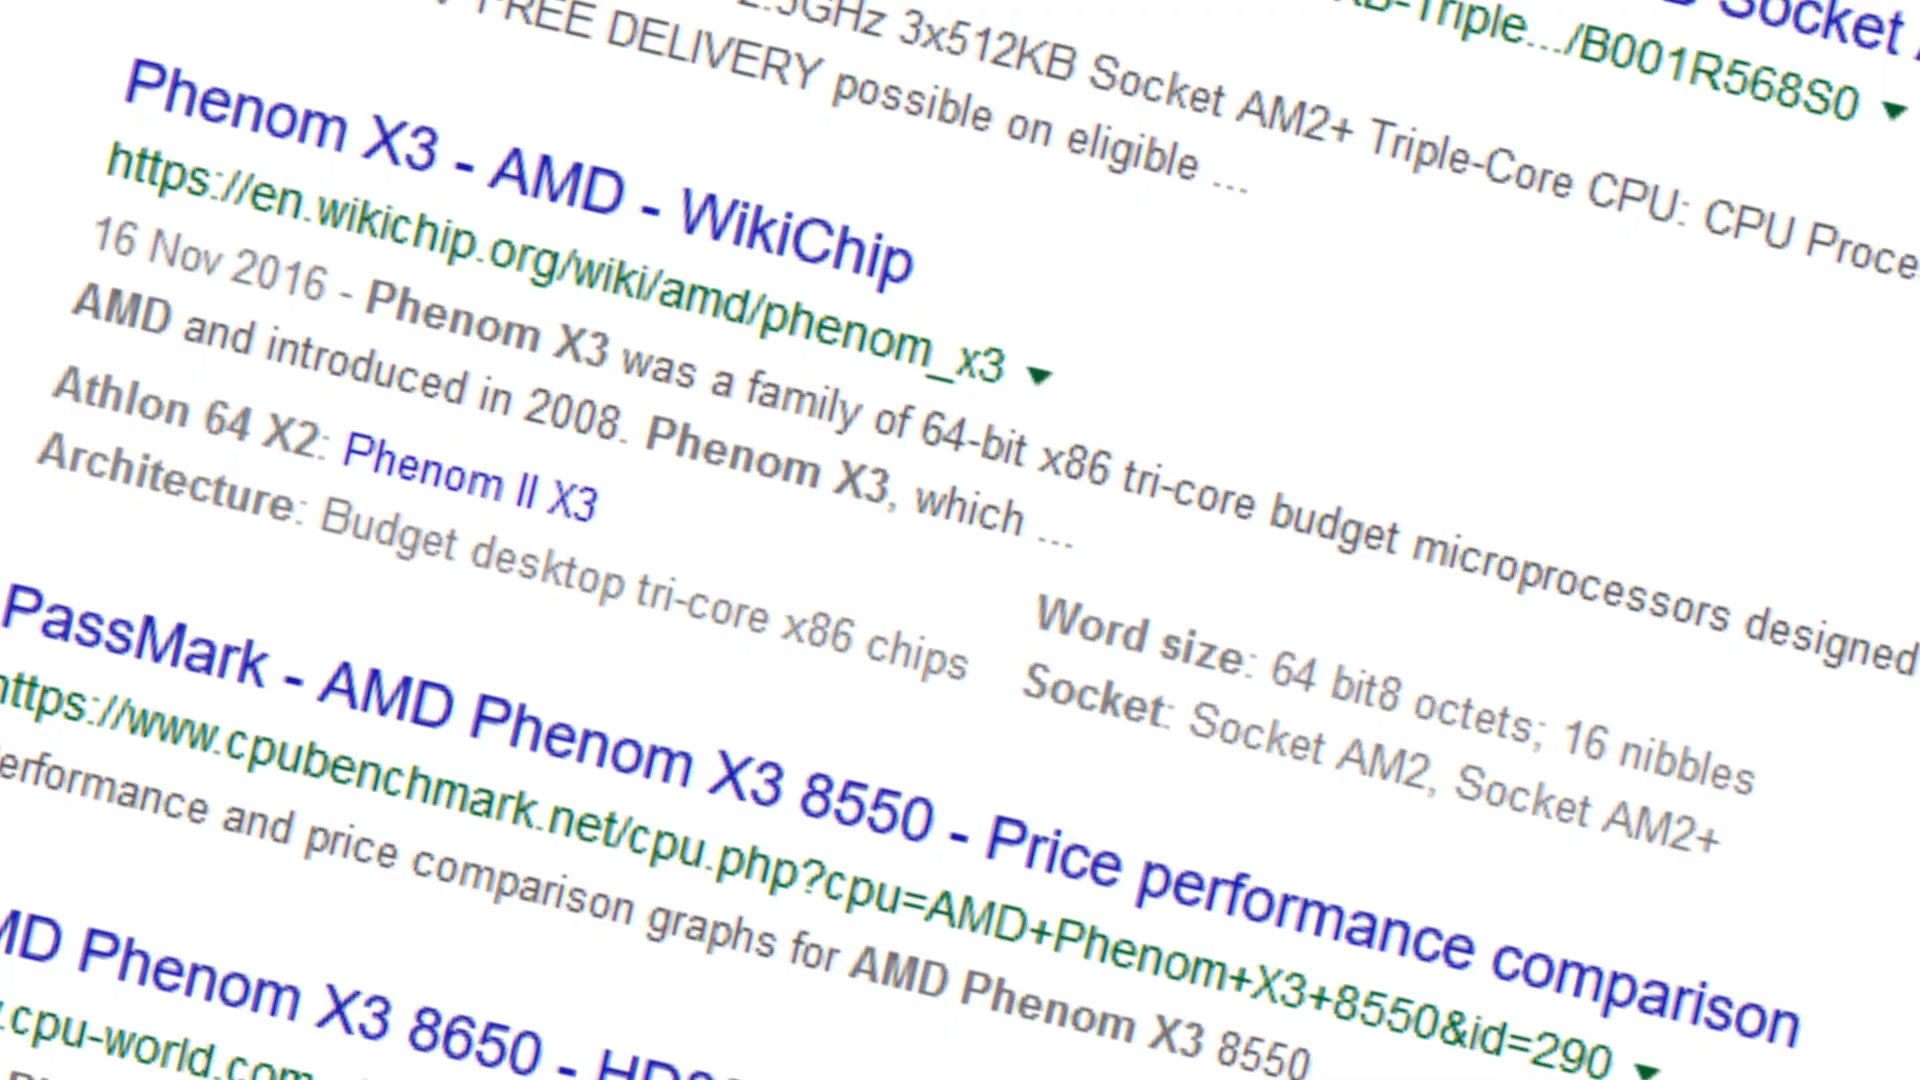 Socket
Triple.../B001R568S0
GHz 3x512KB Socket AM2+ Triple-Core CPU: CPU
FREE DELIVERY possible on eligible ...
Phenom X3 - AMD - WikiChip
https://en.wikichip.org/wiki/amd/phenom_x3
16 Nov 2016 - Phenom X3 was a family of 64-bit x86 tri-core budget microprocessors designed
AMD and introduced in 2008. Phenom X3, which ...
Athlon 64 X2: Phenom II X3
Word size: 64 bit8 octets; 16 nibbles
Architecture: Budget desktop tri-core x86 chips
Socket: Socket AM2, Socket AM2+
PassMark - AMD Phenom X3 8550 - Price performance comparison
https://www.cpubenchmark.net/cpu.php?cpu=AMD+Phenom+X3+8550&id=290
erformance and price comparison graphs for AMD Phenom X3 8550
MD Phenom X3 8650 -
.cpu-world.com